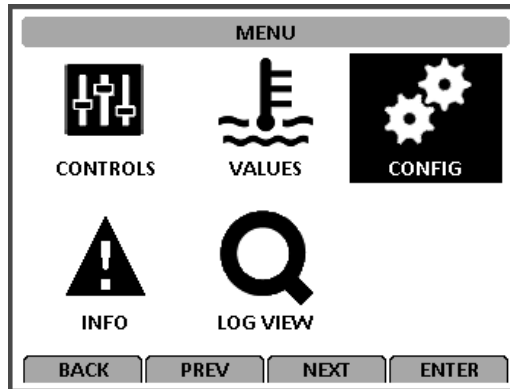 MENU
CONTROLS VALUES CONFIG
INFO LOG VIEW
BACK PREV NEXT ENTER